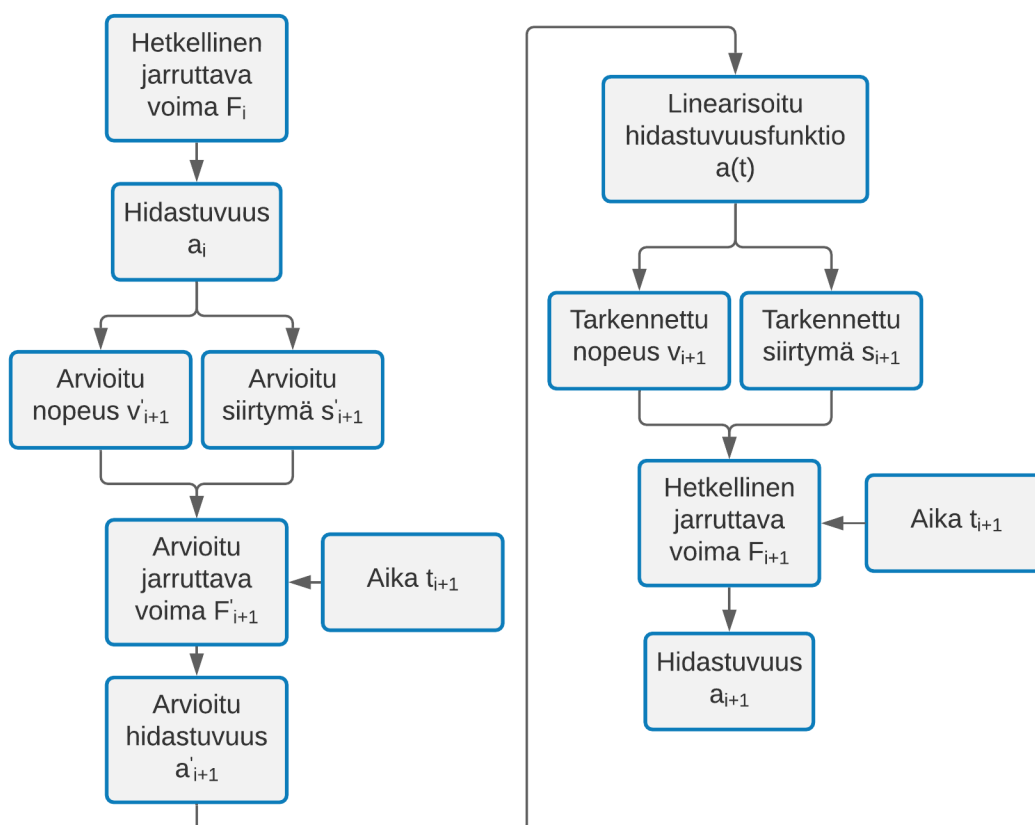 Hetkellinen
jarruttava
voima Fᵢ
Hidastuvuus
aᵢ
Arvioitu
nopeus v'ᵢ₊₁
Arvioitu
siirtymä s'ᵢ₊₁
Arvioitu
jarruttava
voima F'ᵢ₊₁
Aika tᵢ₊₁
Arvioitu
hidastuvuus
a'ᵢ₊₁
Linearisoitu
hidastuvuusfunktio
a(t)
Tarkennettu
nopeus vᵢ₊₁
Tarkennettu
siirtymä sᵢ₊₁
Hetkellinen
jarruttava
voima Fᵢ₊₁
Aika tᵢ₊₁
Hidastuvuus
aᵢ₊₁